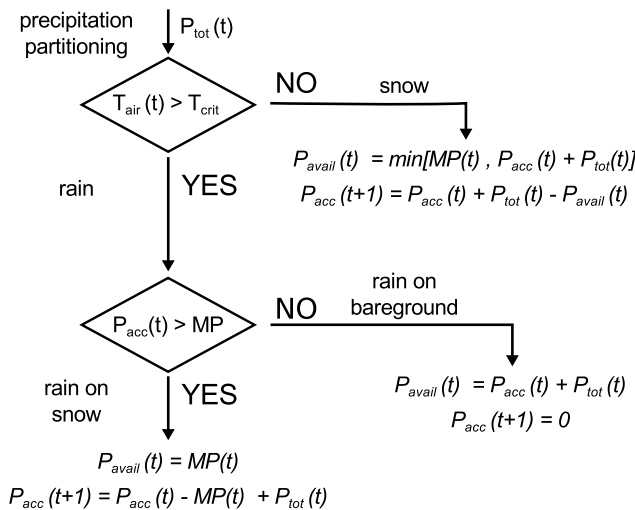 precipitation
partitioning
P_tot (t)
T_air (t) > T_crit
NO
snow
P_avail (t) = min[MP(t) , P_acc (t) + P_tot(t)]
P_acc (t+1) = P_acc (t) + P_tot (t) - P_avail (t)
rain
YES
P_acc(t) > MP
NO
rain on
bareground
P_avail (t) = P_acc (t) + P_tot (t)
P_acc (t+1) = 0
rain on
snow
YES
P_avail (t) = MP(t)
P_acc (t+1) = P_acc (t) - MP(t) + P_tot (t)